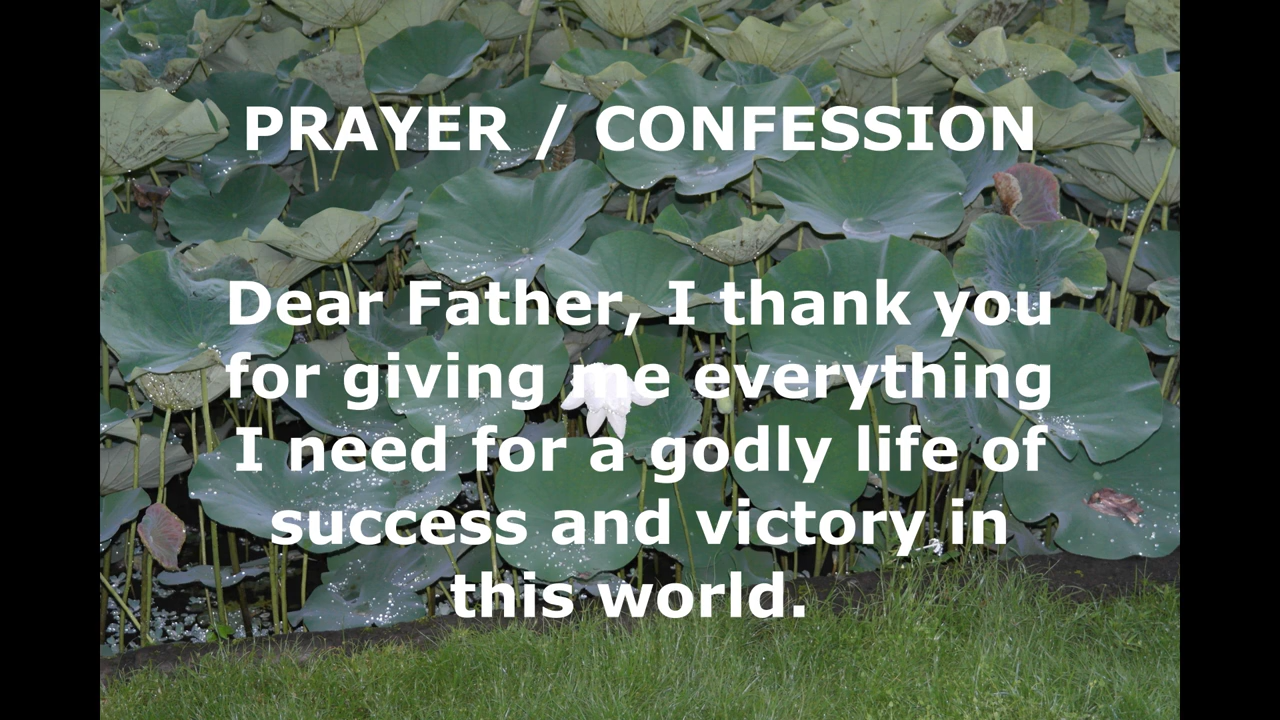 PRAYER / CONFESSION
Dear Father, I thank you
for giving me everything
I need for a godly life of
success and victory in
this world.